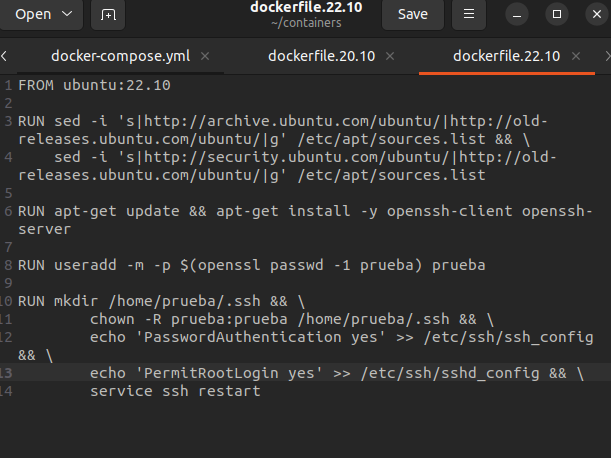 Open
dockerfile.22.10
~/containers
Save
docker-compose.yml ×
dockerfile.20.10 ×
dockerfile.22.10 ×
1 FROM ubuntu:22.10
2
3 RUN sed -i 's|http://archive.ubuntu.com/ubuntu/|http://old-
releases.ubuntu.com/ubuntu/|g' /etc/apt/sources.list && \
4     sed -i 's|http://security.ubuntu.com/ubuntu/|http://old-
releases.ubuntu.com/ubuntu/|g' /etc/apt/sources.list
5
6 RUN apt-get update && apt-get install -y openssh-client openssh-
server
7
8 RUN useradd -m -p $(openssl passwd -1 prueba) prueba
9
10 RUN mkdir /home/prueba/.ssh && \
11         chown -R prueba:prueba /home/prueba/.ssh && \
12         echo 'PasswordAuthentication yes' >> /etc/ssh/ssh_config
&& \
13         echo 'PermitRootLogin yes' >> /etc/ssh/sshd_config && \
14         service ssh restart